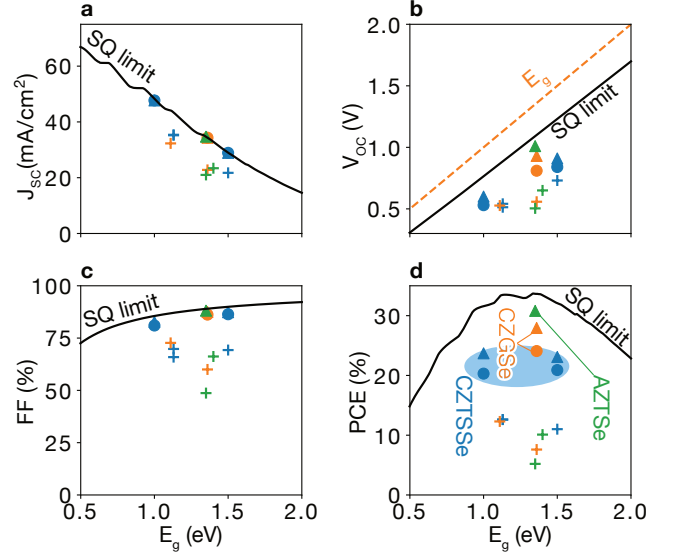 a
J_SC(mA/cm²)
60
40
20
0
SQ limit
b
V_OC (V)
2.0
1.5
1.0
0.5
E_g
SQ limit
c
FF (%)
100
75
50
25
0
SQ limit
0.5 1.0 1.5 2.0
E_g (eV)
d
PCE (%)
30
20
10
0
SQ limit
CZTSSe
CZGSe
AZTSe
0.5 1.0 1.5 2.0
E_g (eV)